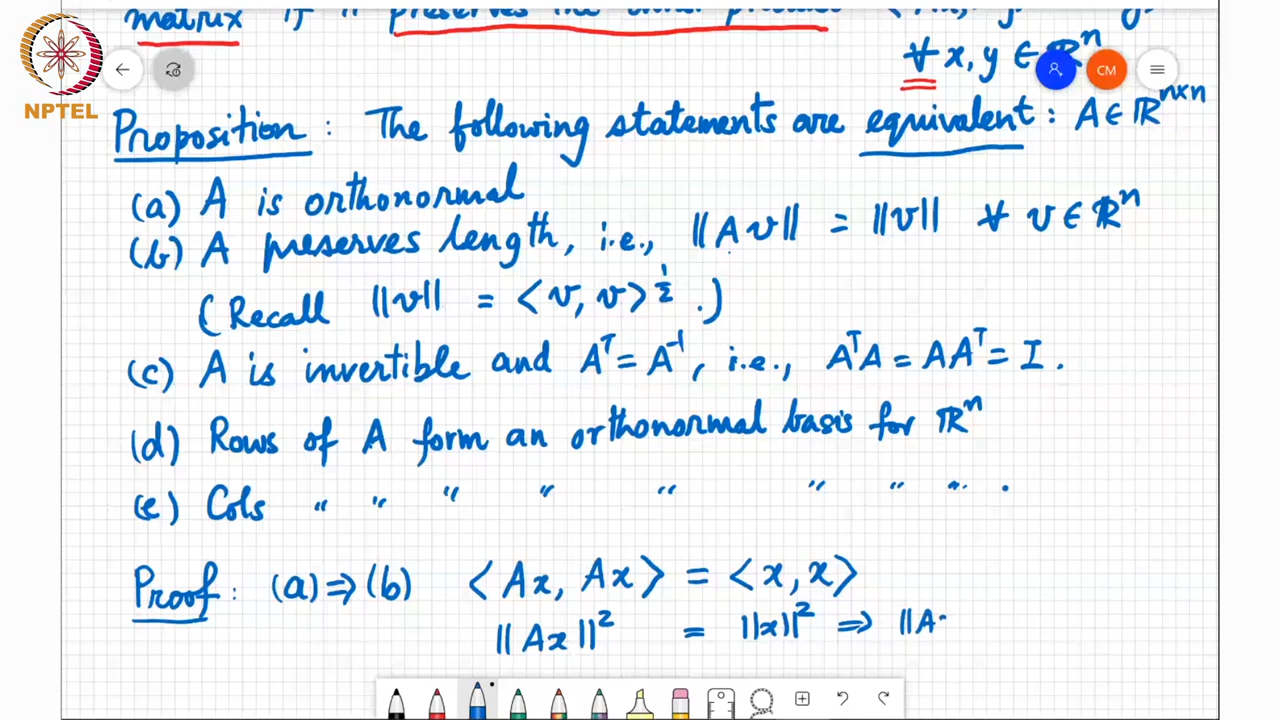 matrix if it preserves the inner product
∀ x, y ∈ ℝⁿ
CM
NPTEL
Proposition : The following statements are equivalent : A ∈ ℝⁿˣⁿ
(a) A is orthonormal
(b) A preserves length, i.e., ‖Av‖ = ‖v‖ ∀ v ∈ ℝⁿ
(Recall ‖v‖ = <v, v>^½ .)
(c) A is invertible and Aᵀ = A⁻¹, i.e., AᵀA = AAᵀ = I .
(d) Rows of A form an orthonormal basis for ℝⁿ
(e) Cols " " " " " " " " .
Proof : (a) ⇒ (b) <Ax, Ax> = <x, x>
‖Ax‖² = ‖x‖² ⇒ ‖A